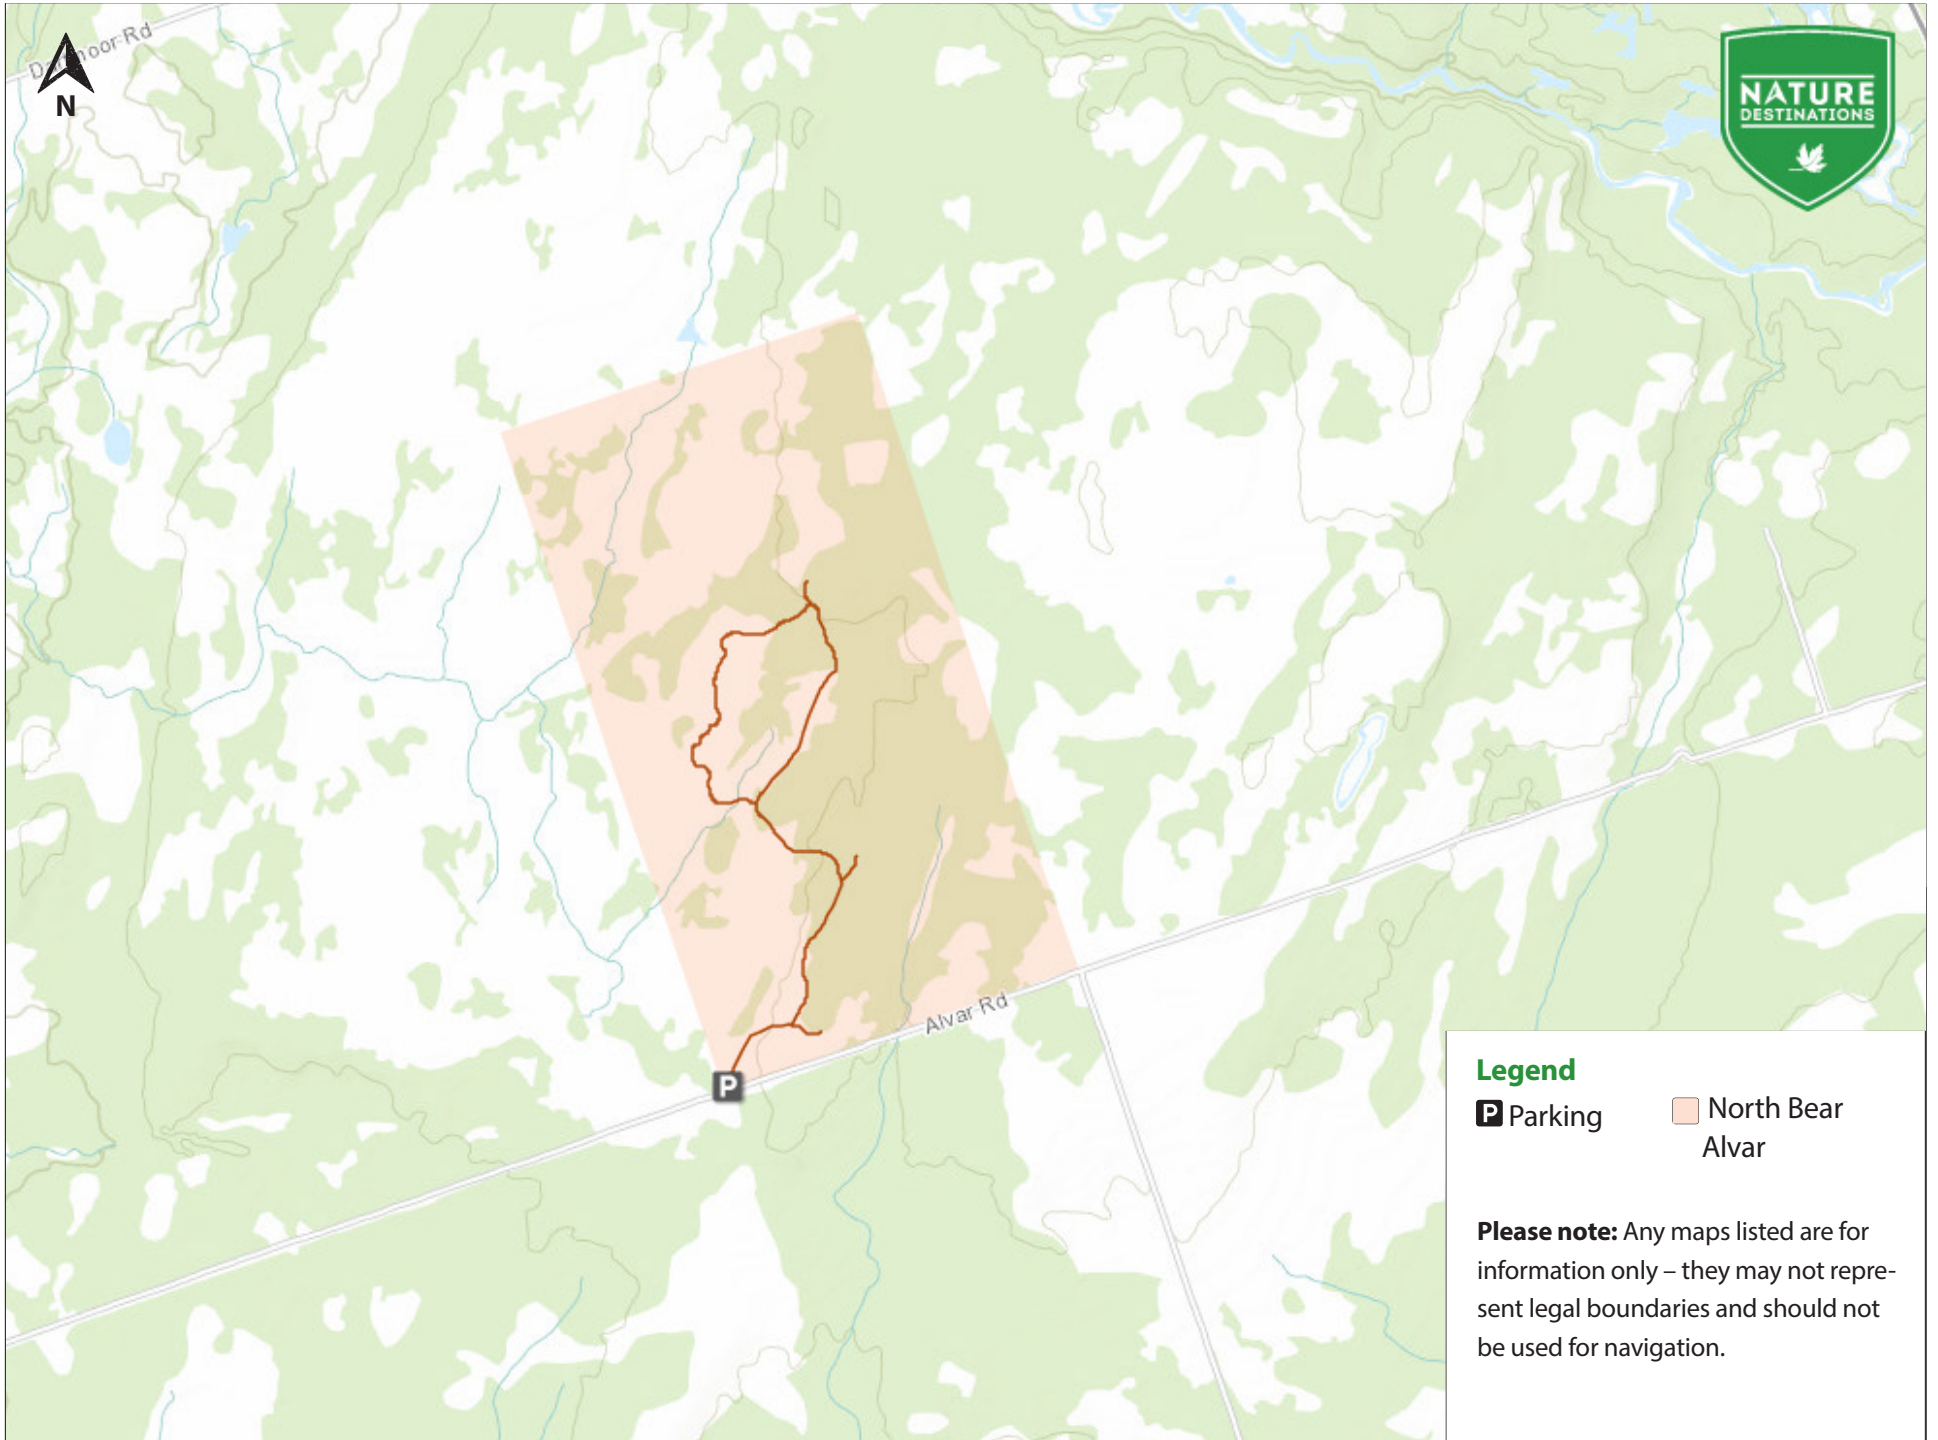 N
NATURE
DESTINATIONS
Alvar Rd
P
Legend
P Parking
North Bear
Alvar
Please note: Any maps listed are for
information only – they may not repre-
sent legal boundaries and should not
be used for navigation.